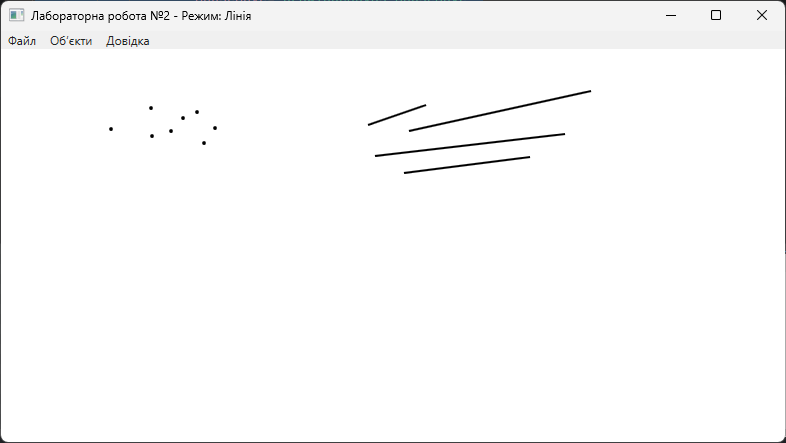 Лабораторна робота №2 - Режим: Лінія
Файл Об'єкти Довідка